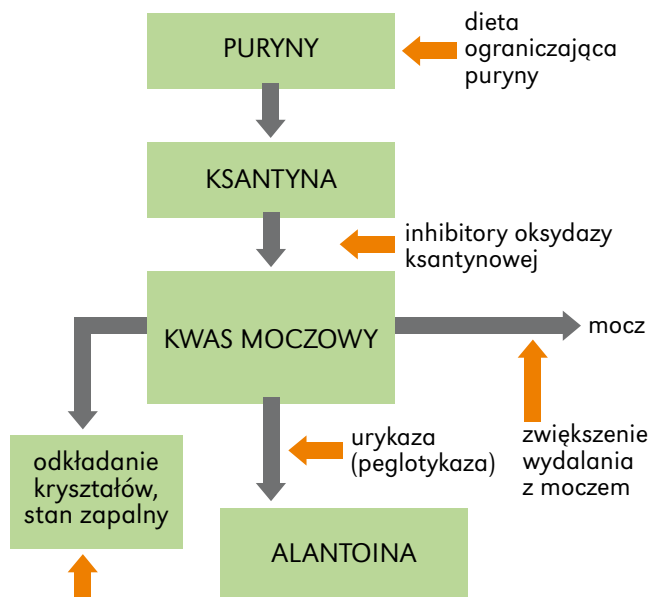 PURYNY
dieta
ograniczająca
puryny
KSANTYNA
inhibitory oksydazy
ksantynowej
KWAS MOCZOWY
mocz
odkładanie
kryształów,
stan zapalny
urykaza
(peglotykaza)
zwiększenie
wydalania
z moczem
ALANTOINA